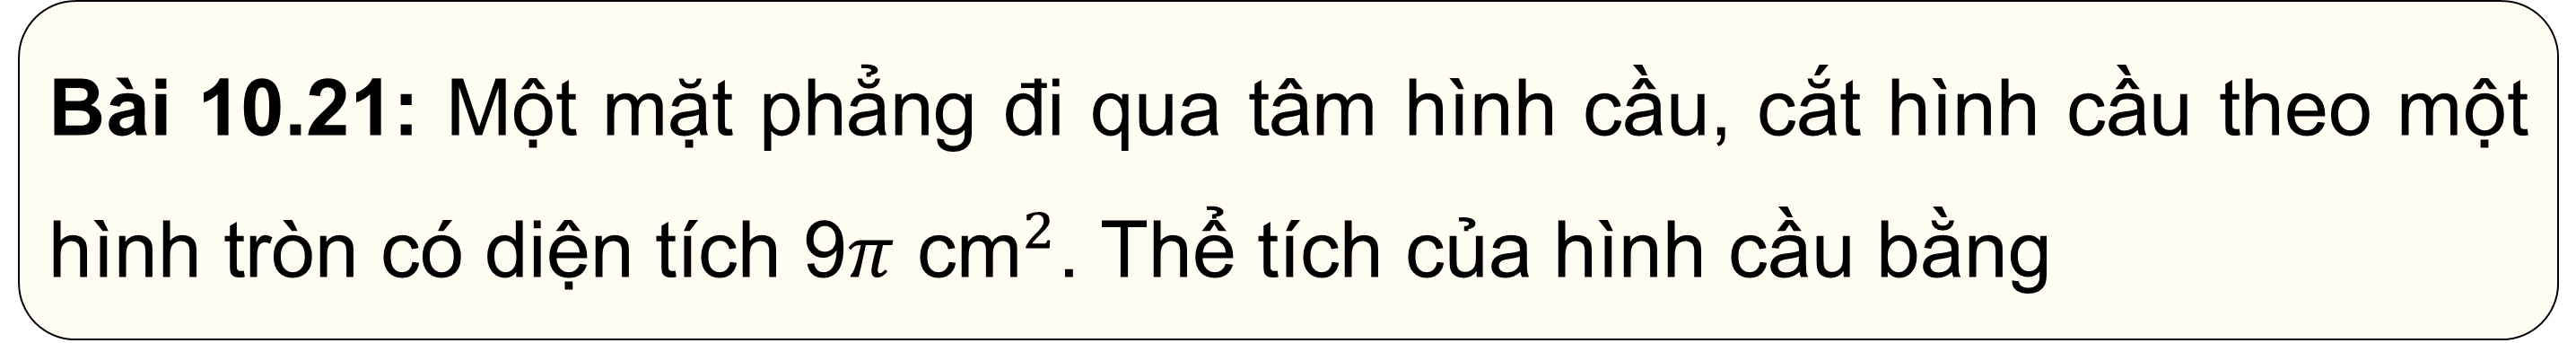 Bài 10.21: Một mặt phẳng đi qua tâm hình cầu, cắt hình cầu theo một
hình tròn có diện tích 9π cm². Thể tích của hình cầu bằng